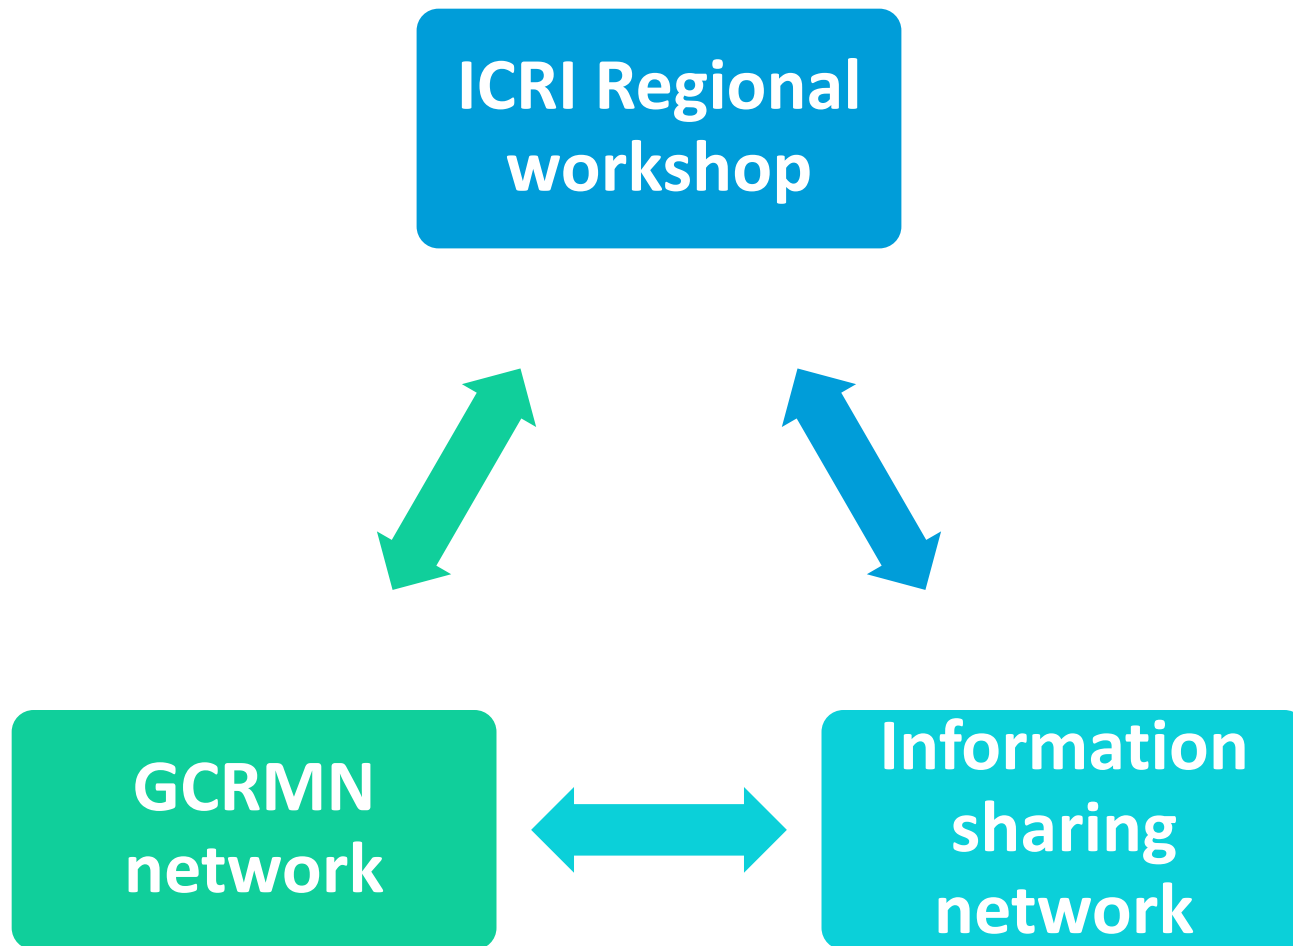 ICRI Regional
workshop
GCRMN
network
Information
sharing
network